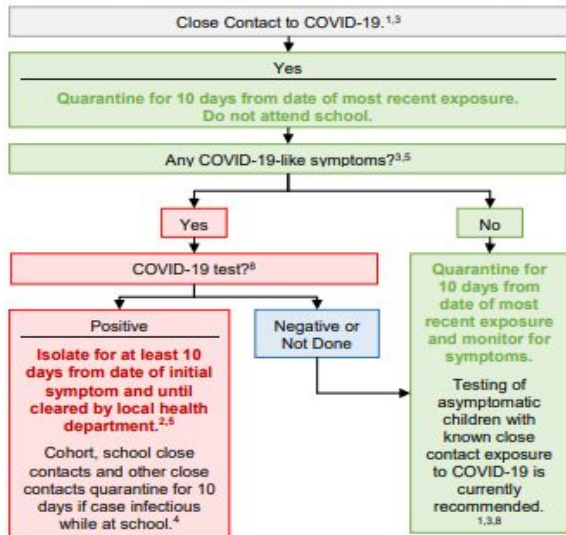 Close Contact to COVID-19.1,3
Yes
Quarantine for 10 days from date of most recent exposure.
Do not attend school.
Any COVID-19-like symptoms?3,5
Yes
No
COVID-19 test?8
Positive
Isolate for at least 10
days from date of initial
symptom and until
cleared by local health
department.2,5
Cohort, school close
contacts and other close
contacts quarantine for 10
days if case infectious
while at school.4
Negative or
Not Done
Quarantine for
10 days from
date of most
recent exposure
and monitor for
symptoms.
Testing of
asymptomatic
children with
known close
contact exposure
to COVID-19 is
currently
recommended.
1,3,8